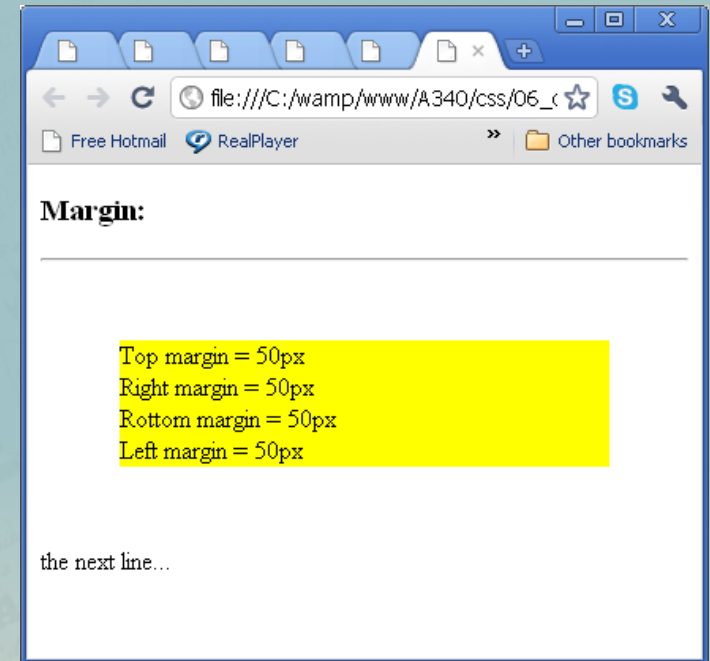 file:///C:/wamp/www/A340/css/06_c
Free Hotmail RealPlayer » Other bookmarks
Margin:
Top margin = 50px
Right margin = 50px
Rottom margin = 50px
Left margin = 50px
the next line...